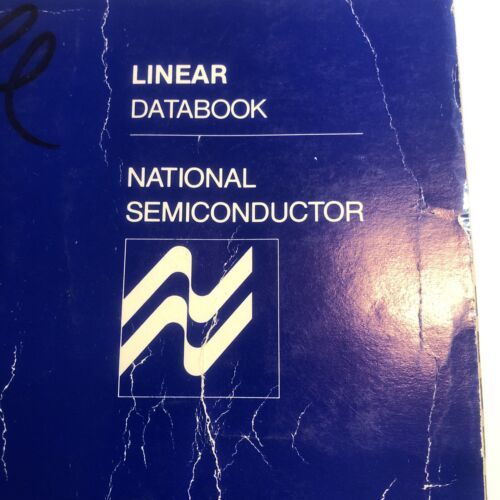 LINEAR
DATABOOK
NATIONAL
SEMICONDUCTOR